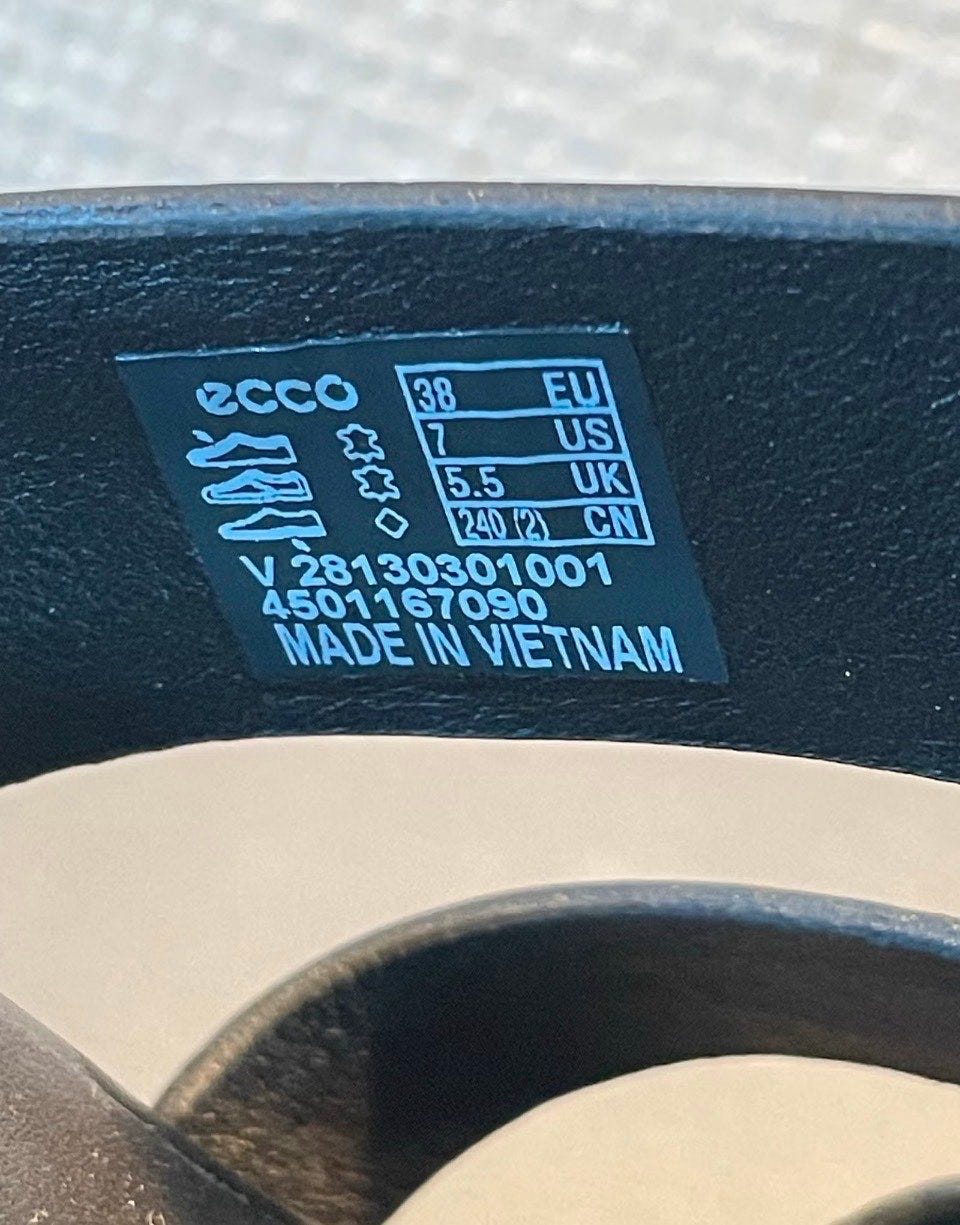 ecco
38 EU
7 US
5.5 UK
240 (2) CN
V 28130301001
4501167090
MADE IN VIETNAM